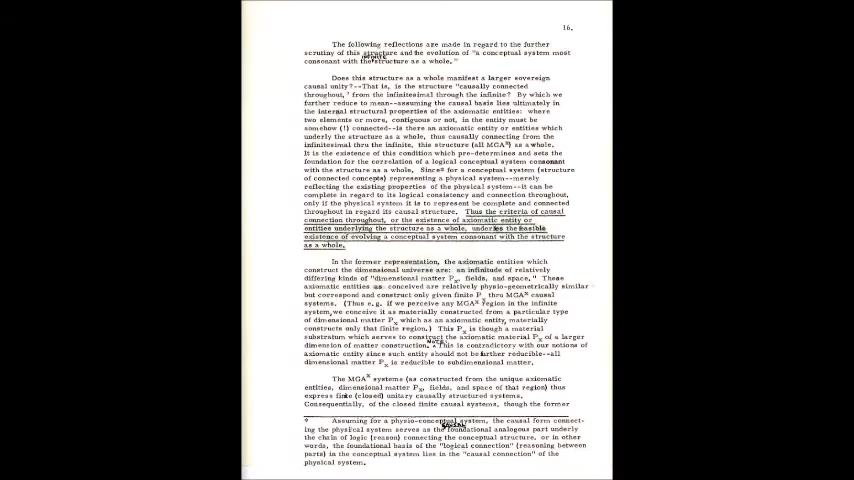 16.
The following reflections are made in regard to the further
scrutiny of this structure and the evolution of "a conceptual system most
consonant with the infinite structure as a whole."
Does this structure as a whole manifest a larger sovereign
causal unity?--That is, is the structure "causally connected
throughout,' from the infinitesimal through the infinite? By which we
further reduce to mean--assuming the causal basis lies ultimately in
the internal structural properties of the axiomatic entities: where
two elements or more, contiguous or not, in the entity must be
somehow (!) connected--is there an axiomatic entity or entities which
underly the structure as a whole, thus causally connecting from the
infinitesimal thru the infinite, this structure (all MGAˣ) as a whole.
It is the existence of this condition which pre-determines and sets the
foundation for the correlation of a logical conceptual system consonant
with the structure as a whole. Since* for a conceptual system (structure
of connected concepts) representing a physical system--merely
reflecting the existing properties of the physical system--it can be
complete in regard to its logical consistency and connection throughout,
only if the physical system it is to represent be complete and connected
throughout in regard its causal structure. Thus the criteria of causal
connection throughout, or the existence of axiomatic entity or
entities underlying the structure as a whole, underlies the feasible
existence of evolving a conceptual system consonant with the structure
as a whole.
In the former representation, the axiomatic entities which
construct the dimensional universe are: an infinitude of relatively
differing kinds of "dimensional matter Pₓ, fields, and space." These
axiomatic entities as conceived are relatively physio-geometrically similar
but correspond and construct only given finite Pₓ thru MGAˣ causal
systems. (Thus e.g. if we perceive any MGAˣ region in the infinite
system, we conceive it as materially constructed from a particular type
of dimensional matter Pₓ which as an axiomatic entity, materially
constructs only that finite region.) This Pₓ is though a material
substratum which serves to construct the axiomatic material Pₓ of a larger
dimension of matter construction. This is contradictory with our notions of
axiomatic entity since such entity should not be further reducible--all
dimensional matter Pₓ is reducible to subdimensional matter.
The MGAˣ systems (as constructed from the unique axiomatic
entities, dimensional matter Pₓ, fields, and space of that region) thus
express finite (closed) unitary causally structured systems.
Consequentially, of the closed finite causal systems, though the former
* Assuming for a physio-conceptual system, the causal form connect-
ing the physical system serves as the causal foundational analogous part underly
the chain of logic (reason) connecting the conceptual structure, or in other
words, the foundational basis of the "logical connection" (reasoning between
parts) in the conceptual system lies in the "causal connection" of the
physical system.